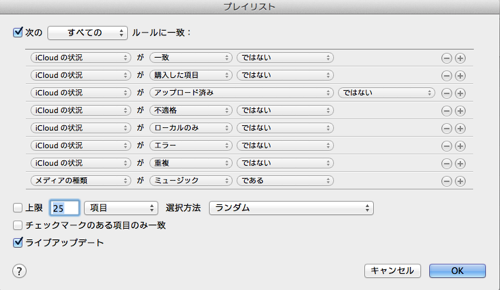 プレイリスト
次の すべての ルールに一致：
iCloud の状況 が 一致 ではない
iCloud の状況 が 購入した項目 ではない
iCloud の状況 が アップロード済み ではない
iCloud の状況 が 不適格 ではない
iCloud の状況 が ローカルのみ ではない
iCloud の状況 が エラー ではない
iCloud の状況 が 重複 ではない
メディアの種類 が ミュージック である
上限 25 項目 選択方法 ランダム
チェックマークのある項目のみ一致
ライブアップデート
? キャンセル OK